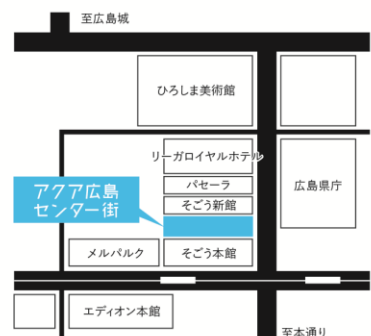 至広島城
ひろしま美術館
リーガロイヤルホテル
パセーラ
広島県庁
アクア広島
センター街
そごう新館
メルパルク
そごう本館
エディオン本館
至本通り